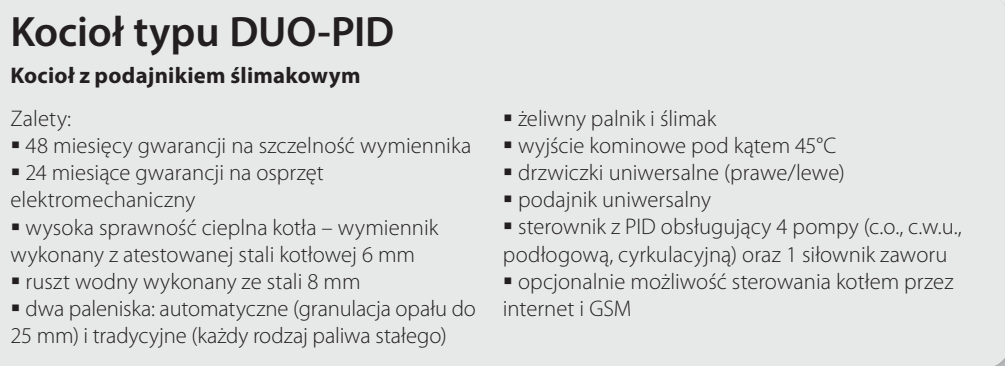 Kocioł typu DUO-PID
Kocioł z podajnikiem ślimakowym
Zalety:
▪ 48 miesięcy gwarancji na szczelność wymiennika
▪ 24 miesiące gwarancji na osprzęt
elektromechaniczny
▪ wysoka sprawność cieplna kotła – wymiennik
wykonany z atestowanej stali kotłowej 6 mm
▪ ruszt wodny wykonany ze stali 8 mm
▪ dwa paleniska: automatyczne (granulacja opału do
25 mm) i tradycyjne (każdy rodzaj paliwa stałego)
▪ żeliwny palnik i ślimak
▪ wyjście kominowe pod kątem 45°C
▪ drzwiczki uniwersalne (prawe/lewe)
▪ podajnik uniwersalny
▪ sterownik z PID obsługujący 4 pompy (c.o., c.w.u.,
podłogową, cyrkulacyjną) oraz 1 siłownik zaworu
▪ opcjonalnie możliwość sterowania kotłem przez
internet i GSM